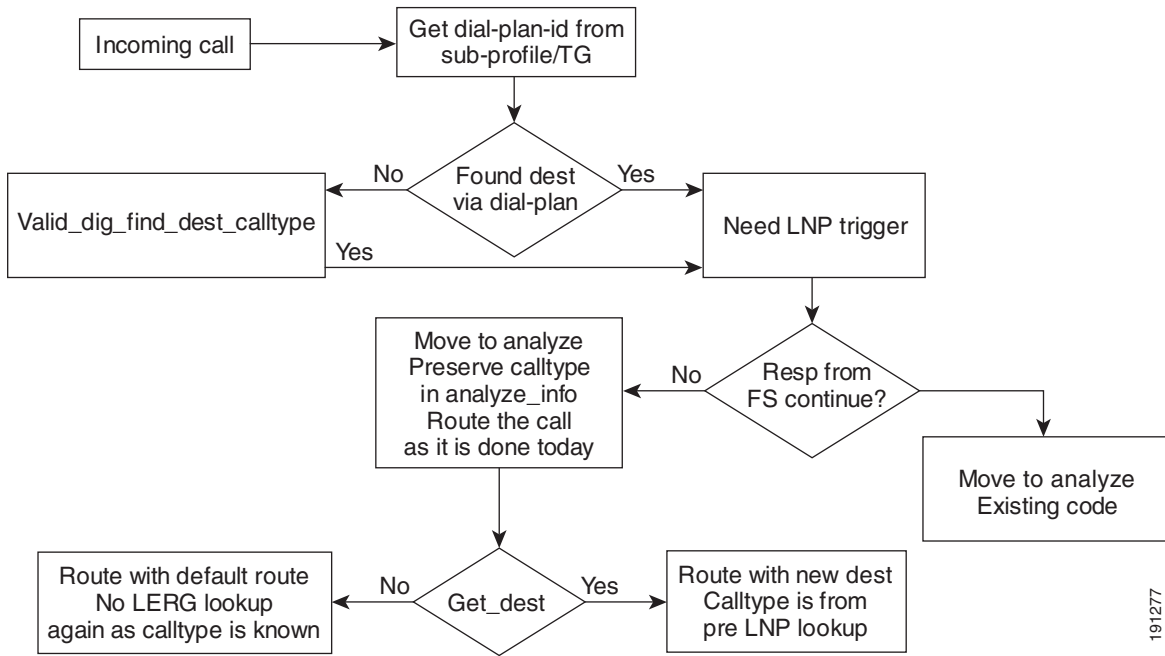 Incoming call
Get dial-plan-id from
sub-profile/TG
No
Found dest
via dial-plan
Yes
Valid_dig_find_dest_calltype
Yes
Need LNP trigger
Move to analyze
Preserve calltype
in analyze_info
Route the call
as it is done today
No
Resp from
FS continue?
Move to analyze
Existing code
Route with default route
No LERG lookup
again as calltype is known
No
Get_dest
Yes
Route with new dest
Calltype is from
pre LNP lookup
191277